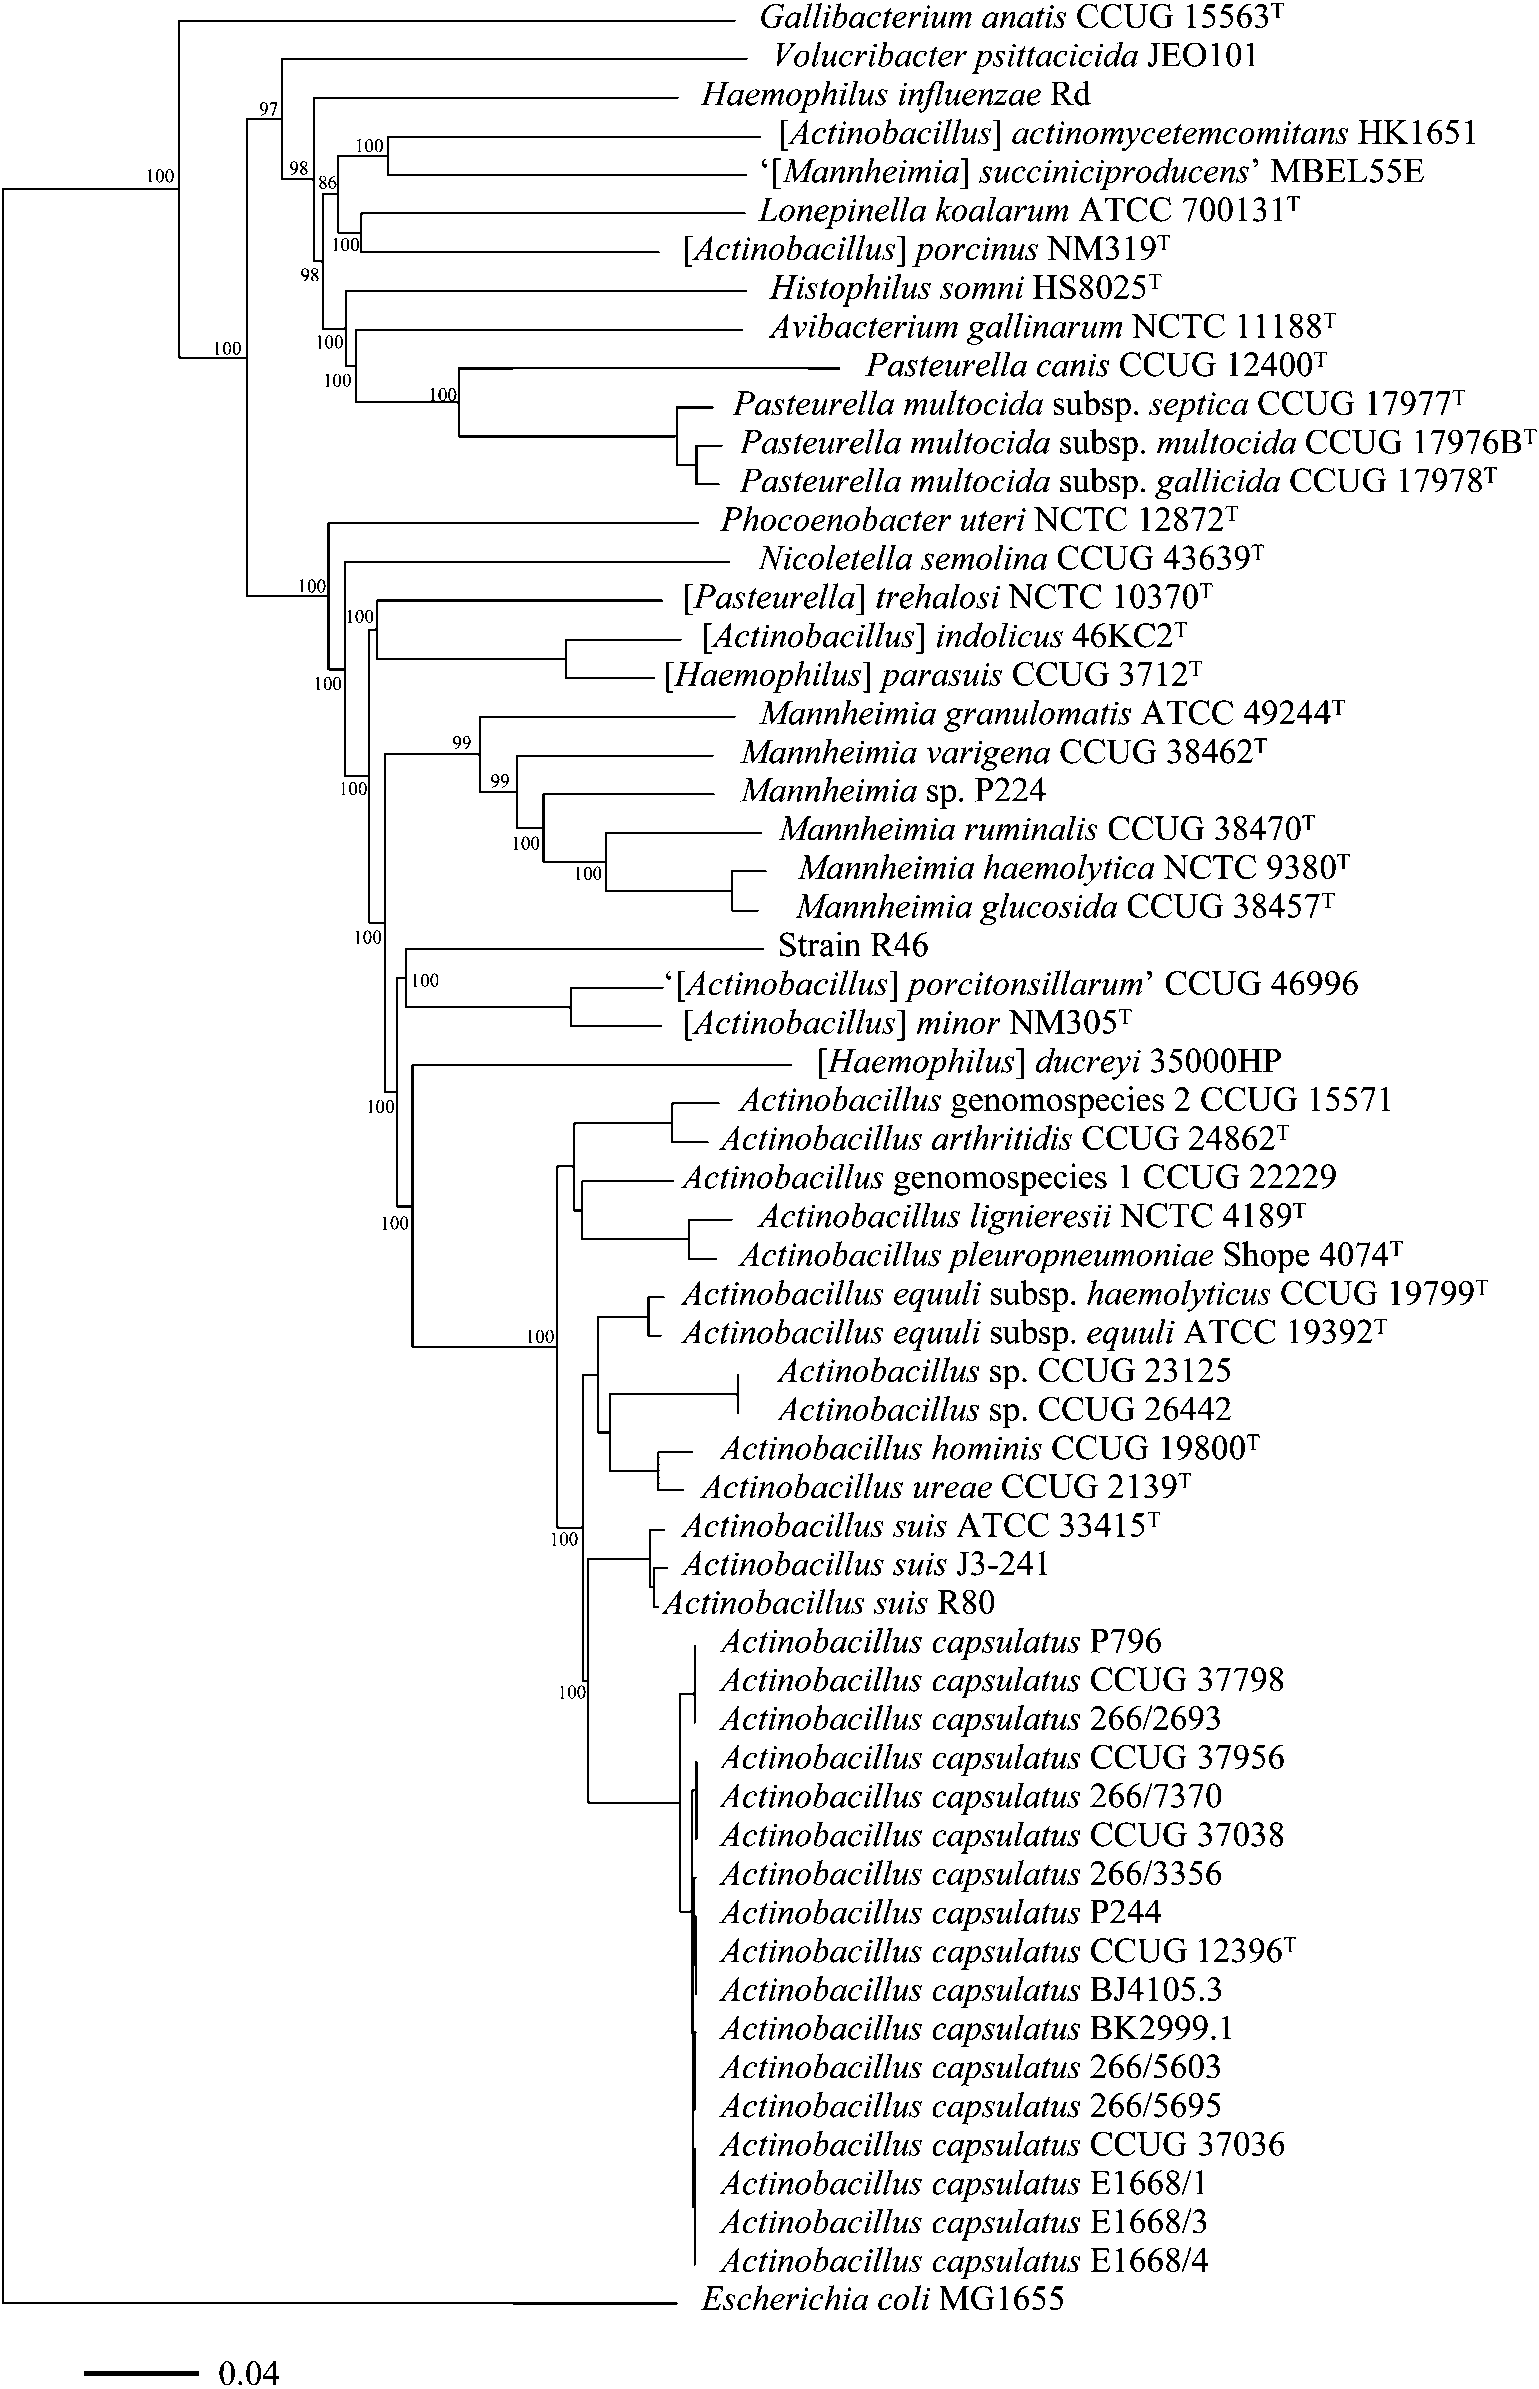 Gallibacterium anatis CCUG 15563ᵀ
Volucribacter psittacicida JEO101
97
Haemophilus influenzae Rd
[Actinobacillus] actinomycetemcomitans HK1651
100
98
‘[Mannheimia] succiniciproducens’ MBEL55E
100
86
Lonepinella koalarum ATCC 700131ᵀ
100
[Actinobacillus] porcinus NM319ᵀ
98
Histophilus somni HS8025ᵀ
Avibacterium gallinarum NCTC 11188ᵀ
100
100
Pasteurella canis CCUG 12400ᵀ
100
100
Pasteurella multocida subsp. septica CCUG 17977ᵀ
Pasteurella multocida subsp. multocida CCUG 17976Bᵀ
Pasteurella multocida subsp. gallicida CCUG 17978ᵀ
Phocoenobacter uteri NCTC 12872ᵀ
Nicoletella semolina CCUG 43639ᵀ
100
[Pasteurella] trehalosi NCTC 10370ᵀ
100
[Actinobacillus] indolicus 46KC2ᵀ
[Haemophilus] parasuis CCUG 3712ᵀ
100
Mannheimia granulomatis ATCC 49244ᵀ
99
Mannheimia varigena CCUG 38462ᵀ
99
100
Mannheimia sp. P224
Mannheimia ruminalis CCUG 38470ᵀ
100
Mannheimia haemolytica NCTC 9380ᵀ
100
Mannheimia glucosida CCUG 38457ᵀ
100
Strain R46
100
‘[Actinobacillus] porcitonsillarum’ CCUG 46996
[Actinobacillus] minor NM305ᵀ
[Haemophilus] ducreyi 35000HP
100
Actinobacillus genomospecies 2 CCUG 15571
Actinobacillus arthritidis CCUG 24862ᵀ
Actinobacillus genomospecies 1 CCUG 22229
100
Actinobacillus lignieresii NCTC 4189ᵀ
Actinobacillus pleuropneumoniae Shope 4074ᵀ
Actinobacillus equuli subsp. haemolyticus CCUG 19799ᵀ
100
Actinobacillus equuli subsp. equuli ATCC 19392ᵀ
Actinobacillus sp. CCUG 23125
Actinobacillus sp. CCUG 26442
Actinobacillus hominis CCUG 19800ᵀ
Actinobacillus ureae CCUG 2139ᵀ
Actinobacillus suis ATCC 33415ᵀ
100
Actinobacillus suis J3-241
Actinobacillus suis R80
Actinobacillus capsulatus P796
Actinobacillus capsulatus CCUG 37798
100
Actinobacillus capsulatus 266/2693
Actinobacillus capsulatus CCUG 37956
Actinobacillus capsulatus 266/7370
Actinobacillus capsulatus CCUG 37038
Actinobacillus capsulatus 266/3356
Actinobacillus capsulatus P244
Actinobacillus capsulatus CCUG 12396ᵀ
Actinobacillus capsulatus BJ4105.3
Actinobacillus capsulatus BK2999.1
Actinobacillus capsulatus 266/5603
Actinobacillus capsulatus 266/5695
Actinobacillus capsulatus CCUG 37036
Actinobacillus capsulatus E1668/1
Actinobacillus capsulatus E1668/3
Actinobacillus capsulatus E1668/4
Escherichia coli MG1655
0.04